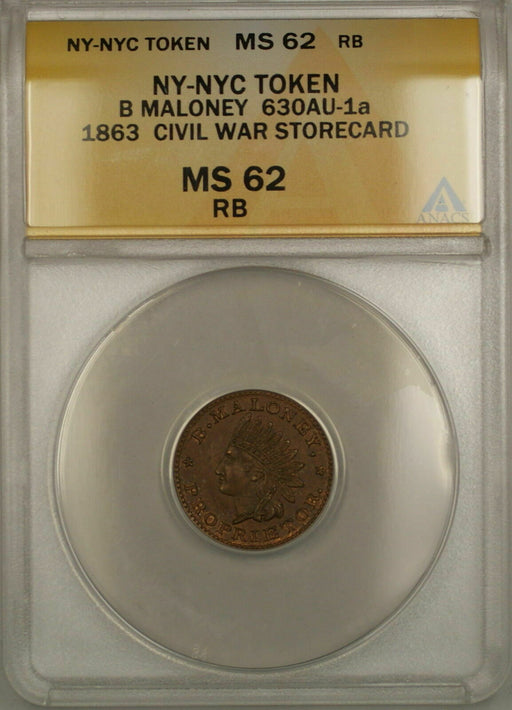 NY-NYC TOKEN MS 62 RB
NY-NYC TOKEN
B MALONEY 630AU-1a
1863 CIVIL WAR STORECARD
MS 62
RB
ANACS
B. MALONEY,
PROPRIETOR.